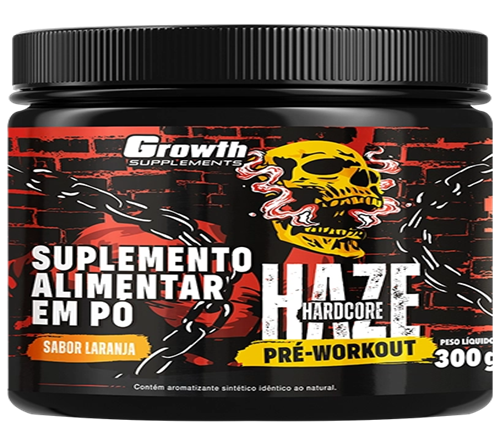 Growth
SUPPLEMENTS
SUPLEMENTO
ALIMENTAR
EM PÓ
SABOR LARANJA
HAZE
HARDCORE
PRÉ-WORKOUT
PESO LÍQUIDO
300g
Contém aromatizante sintético idêntico ao natural.